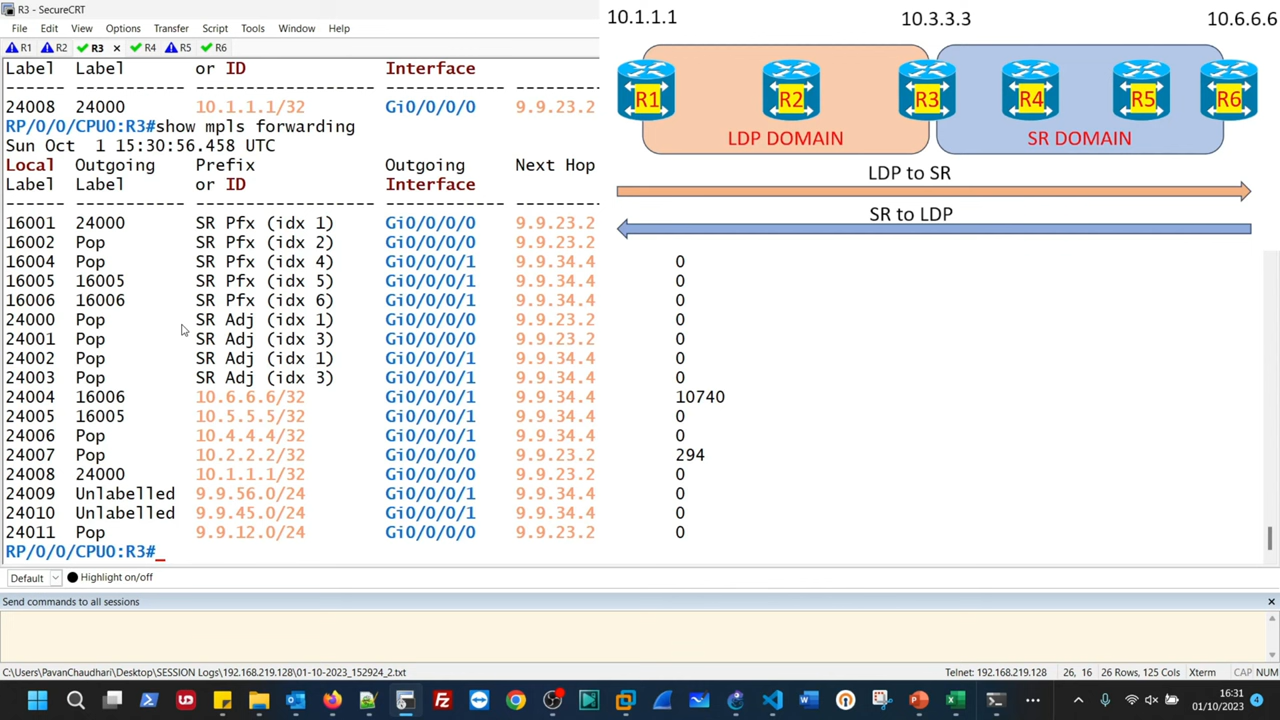 R3 - SecureCRT
File Edit View Options Transfer Script Tools Window Help
R1 R2 R3 × R4 R5 R6
Label Label or ID Interface
------ ----------- ------------------ ------------ ---------------
24008 24000 10.1.1.1/32 Gi0/0/0/0 9.9.23.2
RP/0/0/CPU0:R3#show mpls forwarding
Sun Oct 1 15:30:56.458 UTC
Local Outgoing Prefix Outgoing Next Hop
Label Label or ID Interface
------ ----------- ------------------ ------------ ---------------
16001 24000 SR Pfx (idx 1) Gi0/0/0/0 9.9.23.2
16002 Pop SR Pfx (idx 2) Gi0/0/0/0 9.9.23.2
16004 Pop SR Pfx (idx 4) Gi0/0/0/1 9.9.34.4 0
16005 16005 SR Pfx (idx 5) Gi0/0/0/1 9.9.34.4 0
16006 16006 SR Pfx (idx 6) Gi0/0/0/1 9.9.34.4 0
24000 Pop SR Adj (idx 1) Gi0/0/0/0 9.9.23.2 0
24001 Pop SR Adj (idx 3) Gi0/0/0/0 9.9.23.2 0
24002 Pop SR Adj (idx 1) Gi0/0/0/1 9.9.34.4 0
24003 Pop SR Adj (idx 3) Gi0/0/0/1 9.9.34.4 0
24004 16006 10.6.6.6/32 Gi0/0/0/1 9.9.34.4 10740
24005 16005 10.5.5.5/32 Gi0/0/0/1 9.9.34.4 0
24006 Pop 10.4.4.4/32 Gi0/0/0/1 9.9.34.4 0
24007 Pop 10.2.2.2/32 Gi0/0/0/0 9.9.23.2 294
24008 24000 10.1.1.1/32 Gi0/0/0/0 9.9.23.2 0
24009 Unlabelled 9.9.56.0/24 Gi0/0/0/1 9.9.34.4 0
24010 Unlabelled 9.9.45.0/24 Gi0/0/0/1 9.9.34.4 0
24011 Pop 9.9.12.0/24 Gi0/0/0/0 9.9.23.2 0
RP/0/0/CPU0:R3#_
10.1.1.1 10.3.3.3 10.6.6.6
R1 R2 R3 R4 R5 R6
LDP DOMAIN SR DOMAIN
LDP to SR
SR to LDP
Default Highlight on/off
Send commands to all sessions ×
C:\Users\PavanChaudhari\Desktop\SESSION Logs\192.168.219.128\01-10-2023_152924_2.txt Telnet: 192.168.219.128 26, 16 26 Rows, 125 Cols Xterm CAP NUM
16:31
01/10/2023